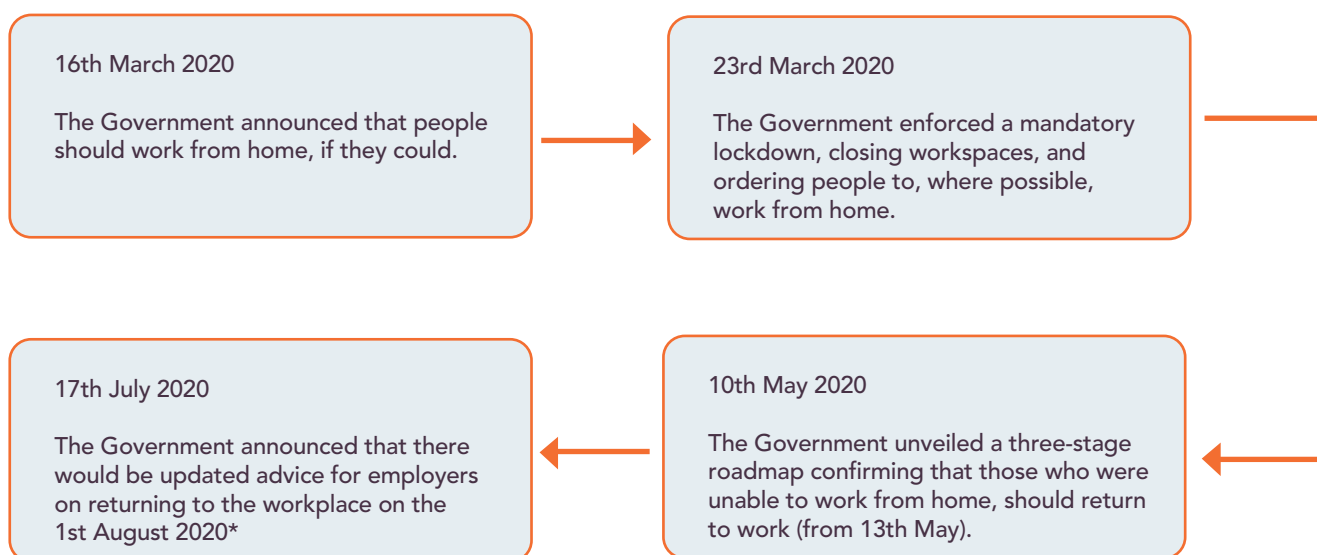 16th March 2020
The Government announced that people
should work from home, if they could.
23rd March 2020
The Government enforced a mandatory
lockdown, closing workspaces, and
ordering people to, where possible,
work from home.
10th May 2020
The Government unveiled a three-stage
roadmap confirming that those who were
unable to work from home, should return
to work (from 13th May).
17th July 2020
The Government announced that there
would be updated advice for employers
on returning to the workplace on the
1st August 2020*